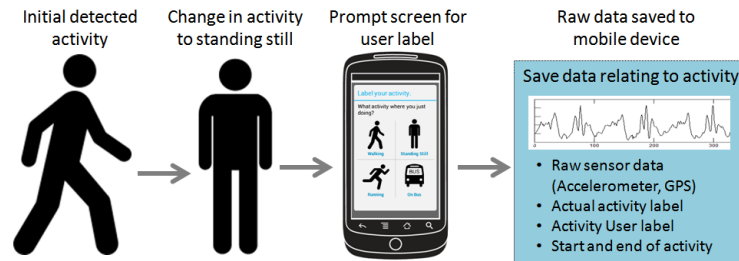 Initial detected
activity
Change in activity
to standing still
Prompt screen for
user label
Label your activity.
What activity where you just
doing?
Walking
Standing Still
Running
BUS
On Bus
Raw data saved to
mobile device
Save data relating to activity
0 100 200 300
• Raw sensor data
(Accelerometer, GPS)
• Actual activity label
• Activity User label
• Start and end of activity